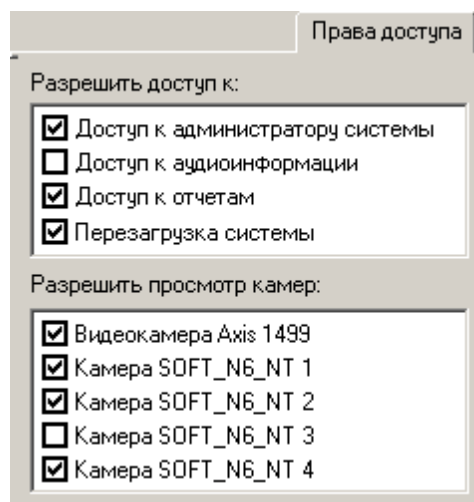 Права доступа
Разрешить доступ к:
Доступ к администратору системы
Доступ к аудиоинформации
Доступ к отчетам
Перезагрузка системы
Разрешить просмотр камер:
Видеокамера Axis 1499
Камера SOFT_N6_NT 1
Камера SOFT_N6_NT 2
Камера SOFT_N6_NT 3
Камера SOFT_N6_NT 4